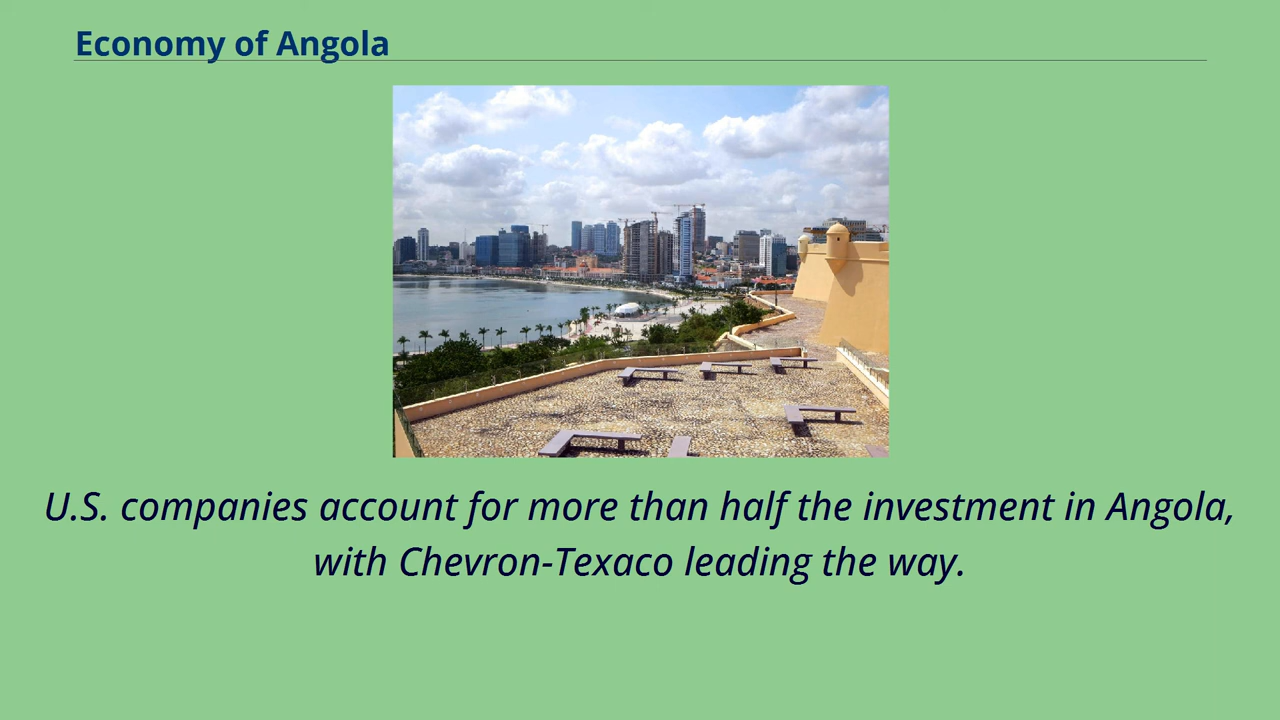 Economy of Angola
U.S. companies account for more than half the investment in Angola,
with Chevron-Texaco leading the way.